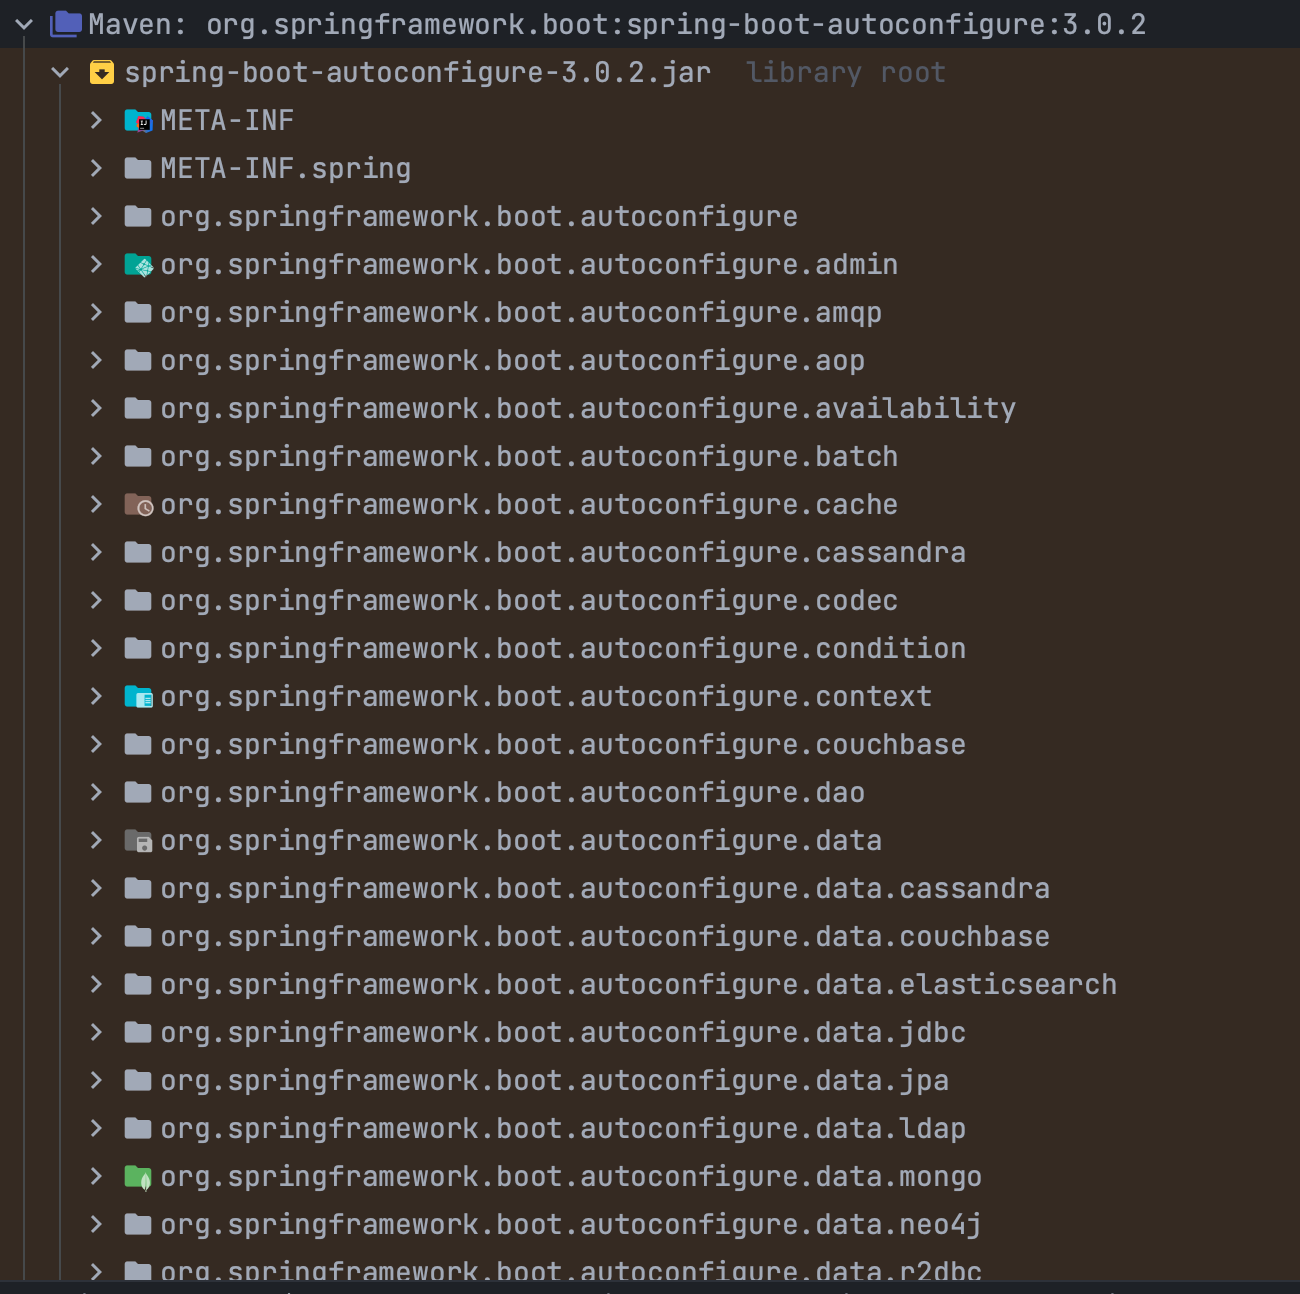 Maven: org.springframework.boot:spring-boot-autoconfigure:3.0.2
spring-boot-autoconfigure-3.0.2.jar library root
META-INF
META-INF.spring
org.springframework.boot.autoconfigure
org.springframework.boot.autoconfigure.admin
org.springframework.boot.autoconfigure.amqp
org.springframework.boot.autoconfigure.aop
org.springframework.boot.autoconfigure.availability
org.springframework.boot.autoconfigure.batch
org.springframework.boot.autoconfigure.cache
org.springframework.boot.autoconfigure.cassandra
org.springframework.boot.autoconfigure.codec
org.springframework.boot.autoconfigure.condition
org.springframework.boot.autoconfigure.context
org.springframework.boot.autoconfigure.couchbase
org.springframework.boot.autoconfigure.dao
org.springframework.boot.autoconfigure.data
org.springframework.boot.autoconfigure.data.cassandra
org.springframework.boot.autoconfigure.data.couchbase
org.springframework.boot.autoconfigure.data.elasticsearch
org.springframework.boot.autoconfigure.data.jdbc
org.springframework.boot.autoconfigure.data.jpa
org.springframework.boot.autoconfigure.data.ldap
org.springframework.boot.autoconfigure.data.mongo
org.springframework.boot.autoconfigure.data.neo4j
org.springframework.boot.autoconfigure.data.r2dbc